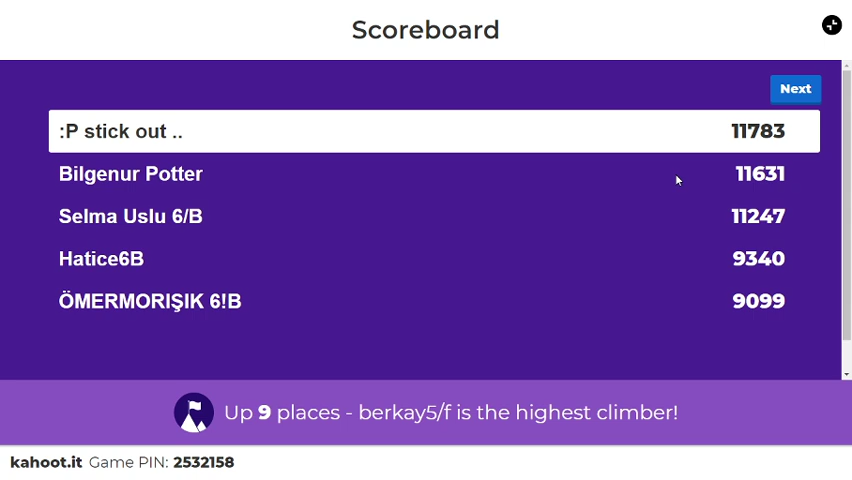 Scoreboard
Next
:P stick out .. 11783
Bilgenur Potter 11631
Selma Uslu 6/B 11247
Hatice6B 9340
ÖMERMORIŞIK 6!B 9099
Up 9 places - berkay5/f is the highest climber!
kahoot.it Game PIN: 2532158